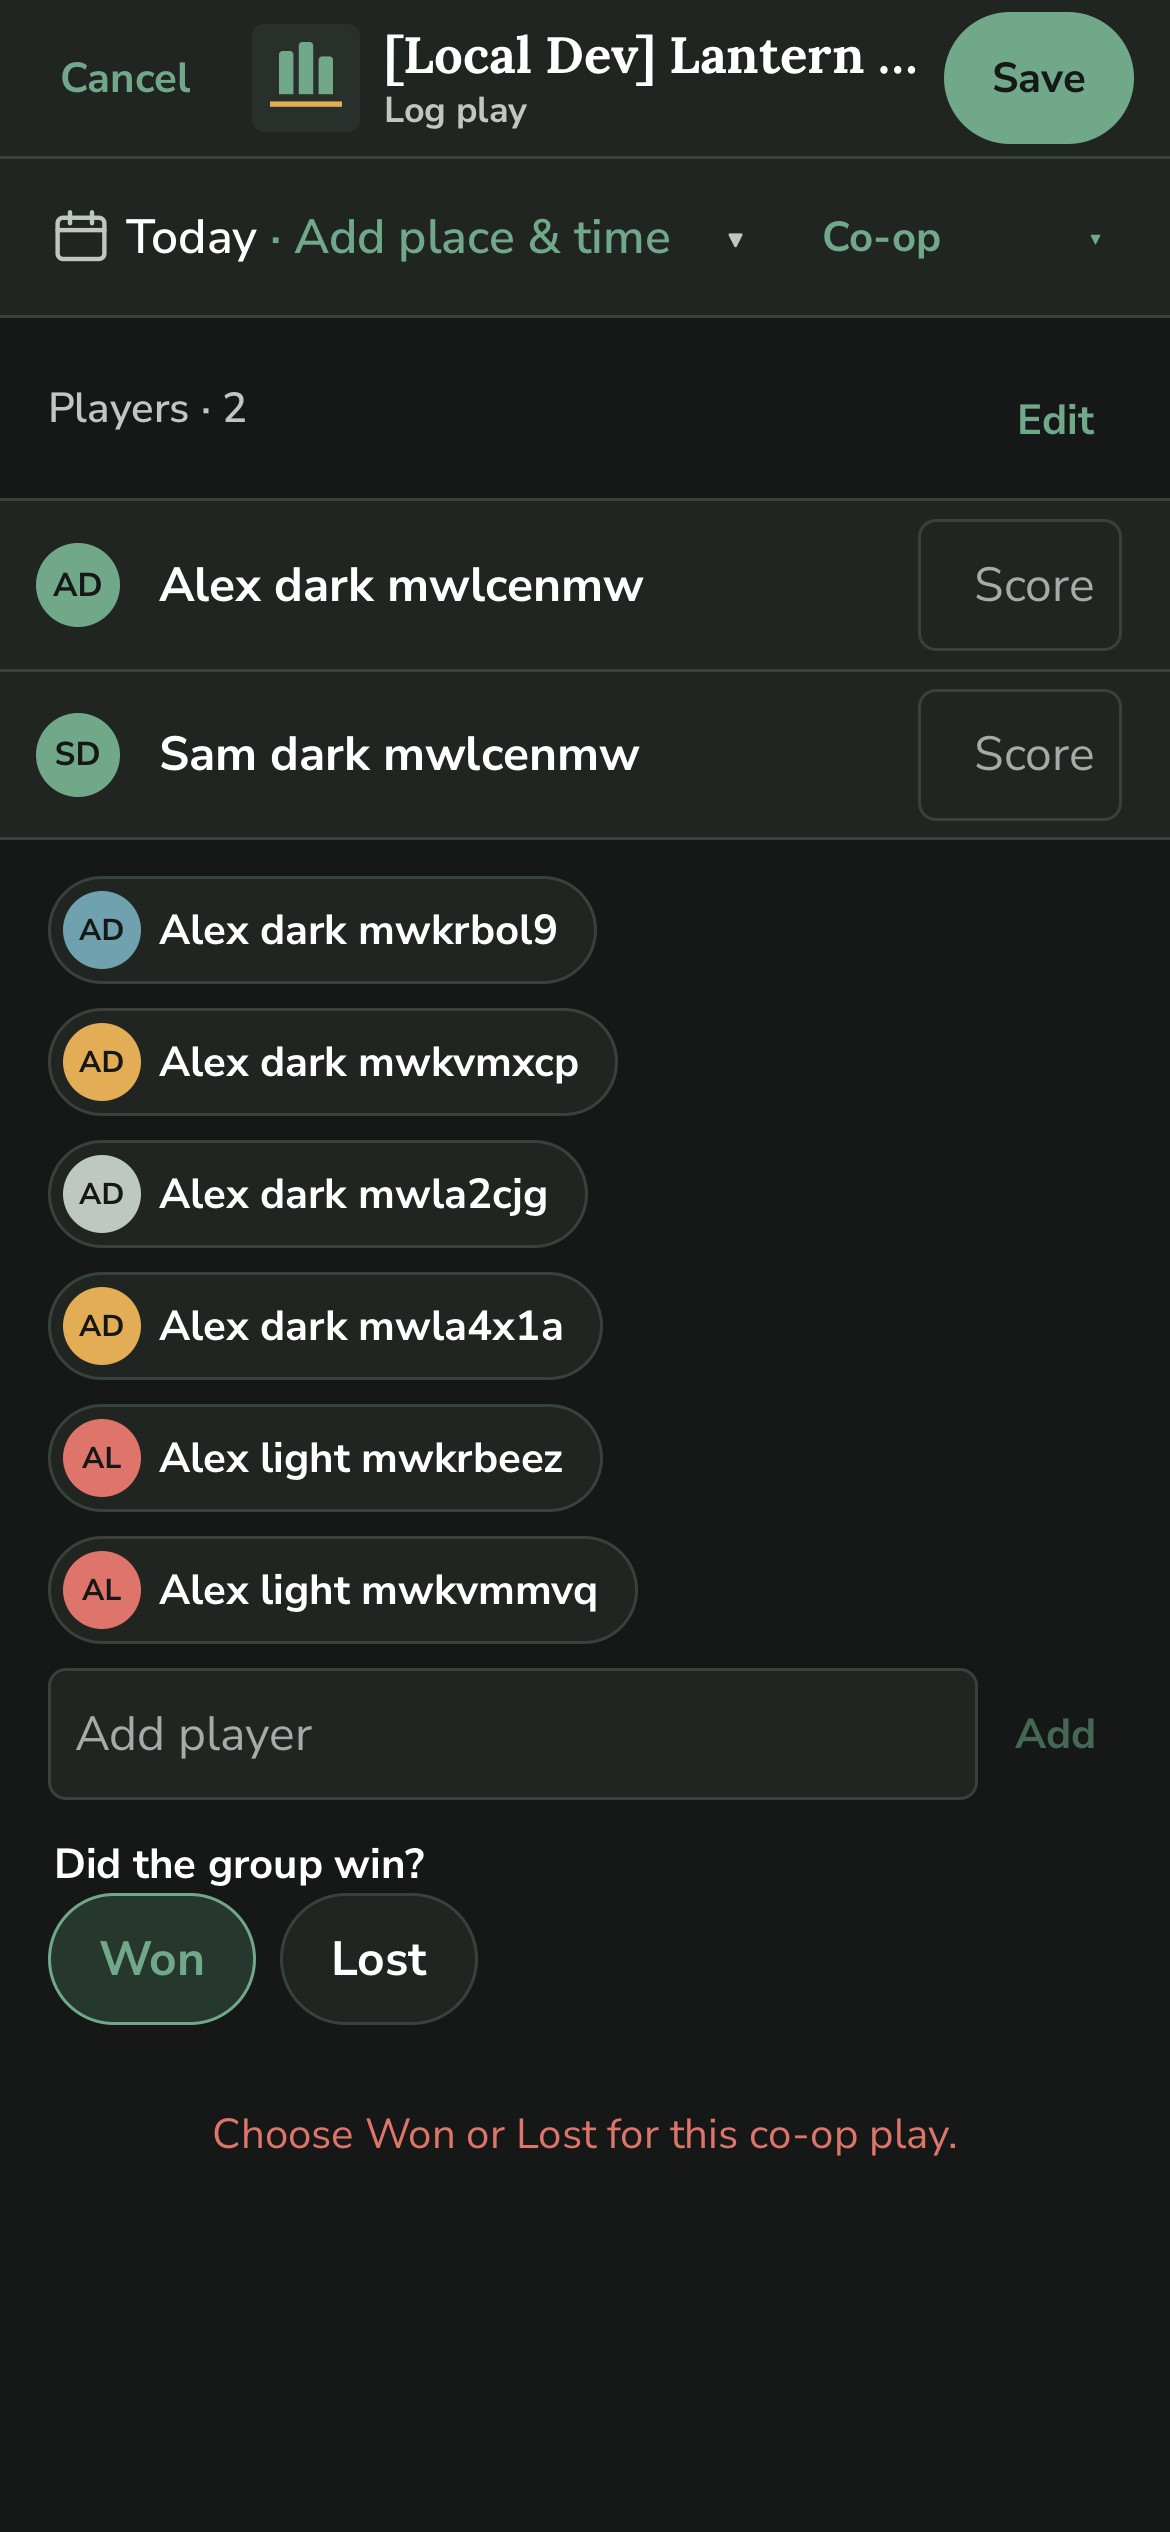 Cancel
[Local Dev] Lantern ...
Log play
Save
Today · Add place & time
Co-op
Players · 2
Edit
AD
Alex dark mwlcenmw
Score
SD
Sam dark mwlcenmw
Score
AD
Alex dark mwkrbol9
AD
Alex dark mwkvmxcp
AD
Alex dark mwla2cjg
AD
Alex dark mwla4x1a
AL
Alex light mwkrbeez
AL
Alex light mwkvmmvq
Add player
Add
Did the group win?
Won
Lost
Choose Won or Lost for this co-op play.